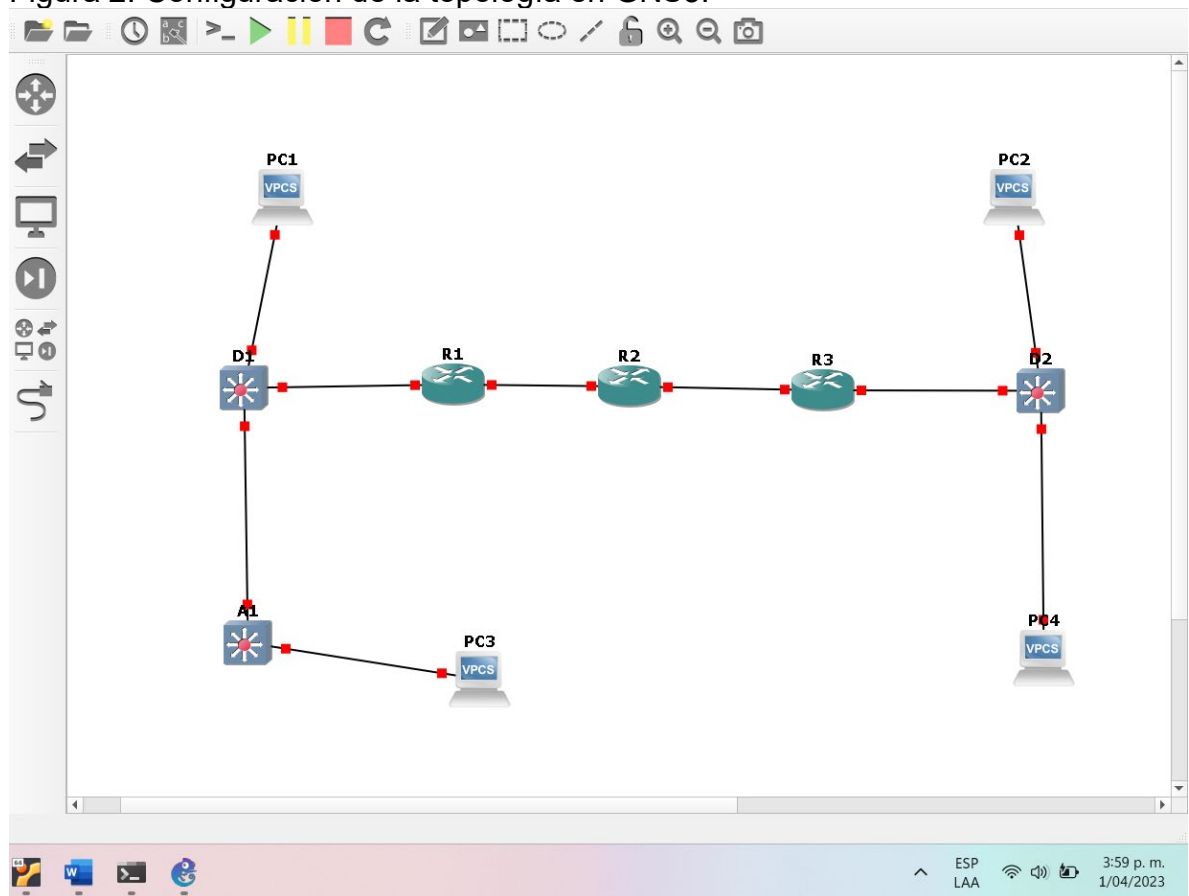 Figura 2. Configuración de la topología en GNS3.
PC1
VPCS
PC2
VPCS
D1
R1
R2
R3
D2
A1
PC3
VPCS
PC4
VPCS
ESP
LAA
3:59 p. m.
1/04/2023